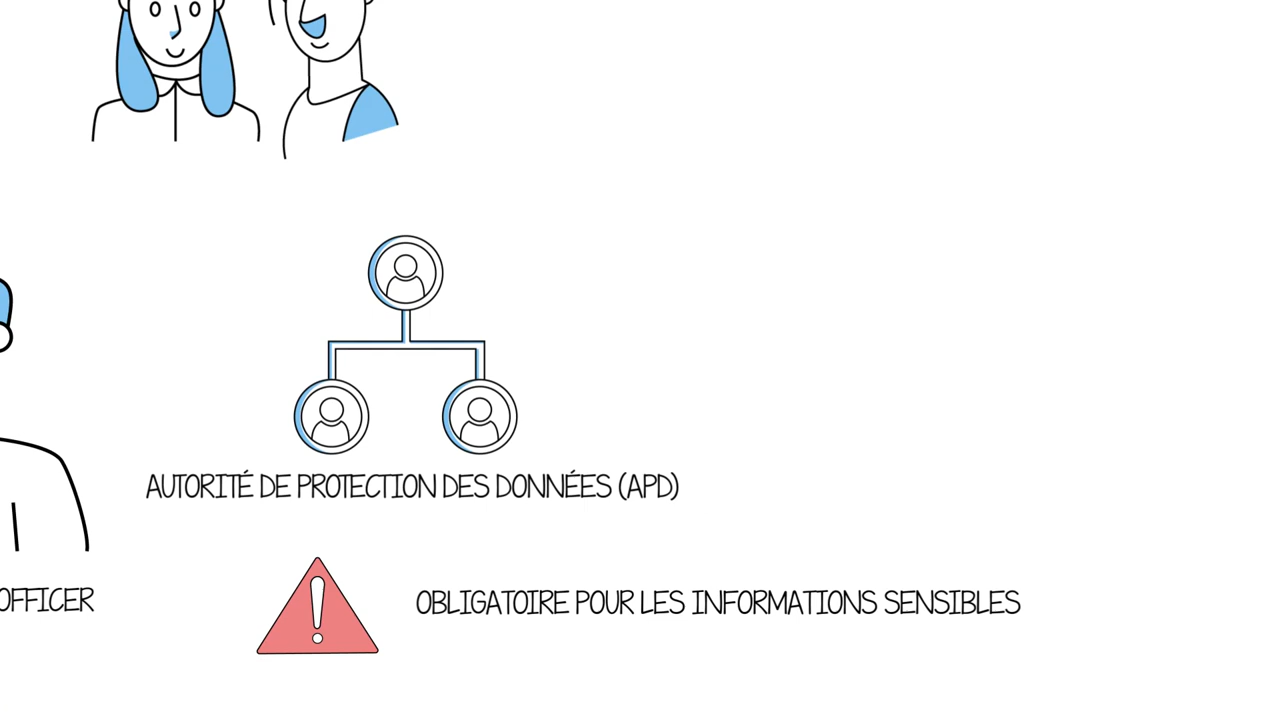 AUTORITÉ DE PROTECTION DES DONNÉES (APD)
OFFICER
OBLIGATOIRE POUR LES INFORMATIONS SENSIBLES